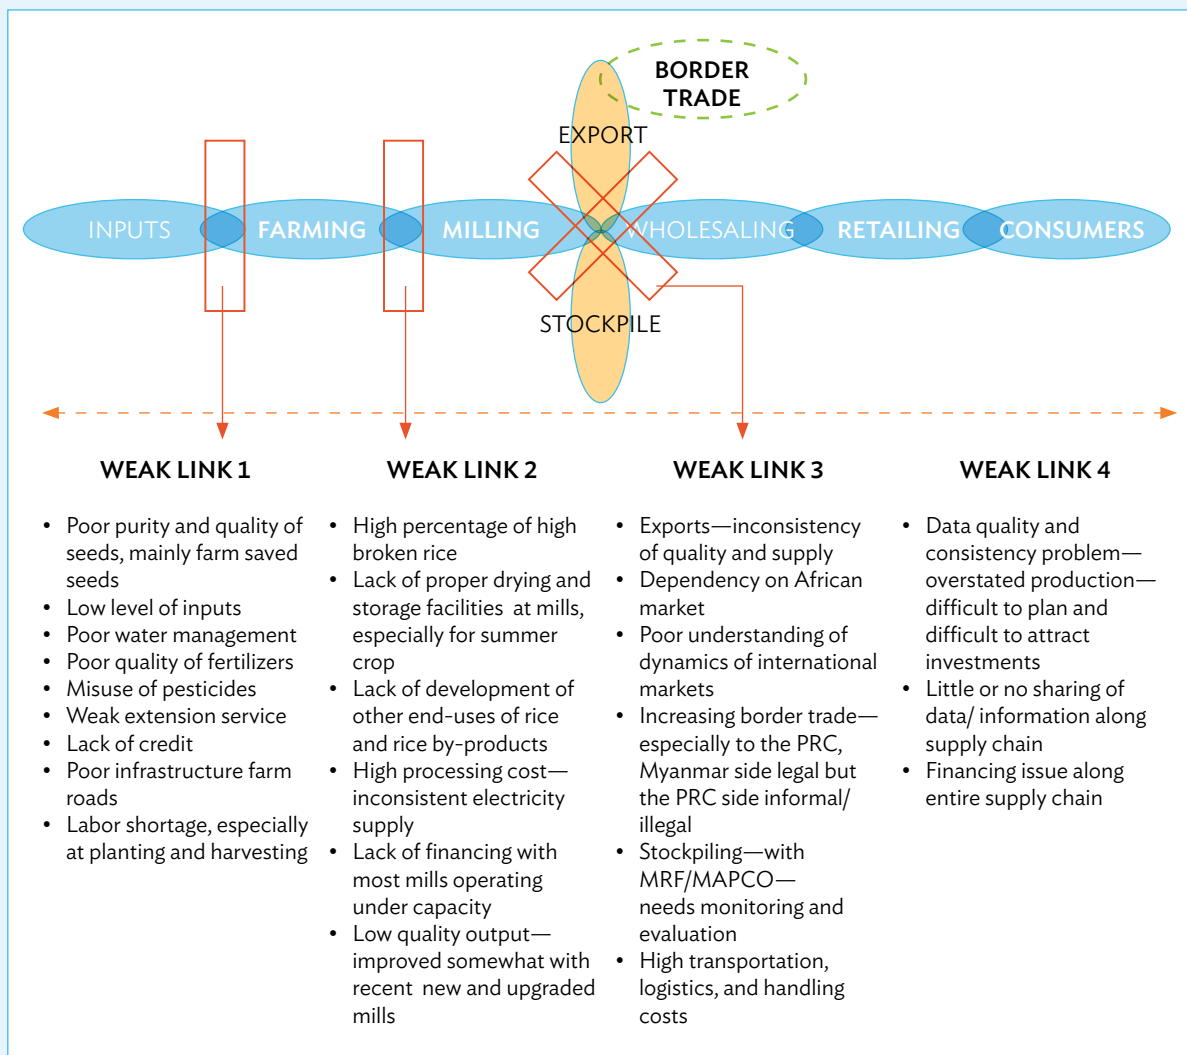 BORDER
TRADE
EXPORT
INPUTS
FARMING
MILLING
WHOLESALING
RETAILING
CONSUMERS
STOCKPILE
WEAK LINK 1
• Poor purity and quality of
seeds, mainly farm saved
seeds
• Low level of inputs
• Poor water management
• Poor quality of fertilizers
• Misuse of pesticides
• Weak extension service
• Lack of credit
• Poor infrastructure farm
roads
• Labor shortage, especially
at planting and harvesting
WEAK LINK 2
• High percentage of high
broken rice
• Lack of proper drying and
storage facilities at mills,
especially for summer
crop
• Lack of development of
other end-uses of rice
and rice by-products
• High processing cost—
inconsistent electricity
supply
• Lack of financing with
most mills operating
under capacity
• Low quality output—
improved somewhat with
recent new and upgraded
mills
WEAK LINK 3
• Exports—inconsistency
of quality and supply
• Dependency on African
market
• Poor understanding of
dynamics of international
markets
• Increasing border trade—
especially to the PRC,
Myanmar side legal but
the PRC side informal/
illegal
• Stockpiling—with
MRF/MAPCO—
needs monitoring and
evaluation
• High transportation,
logistics, and handling
costs
WEAK LINK 4
• Data quality and
consistency problem—
overstated production—
difficult to plan and
difficult to attract
investments
• Little or no sharing of
data/ information along
supply chain
• Financing issue along
entire supply chain